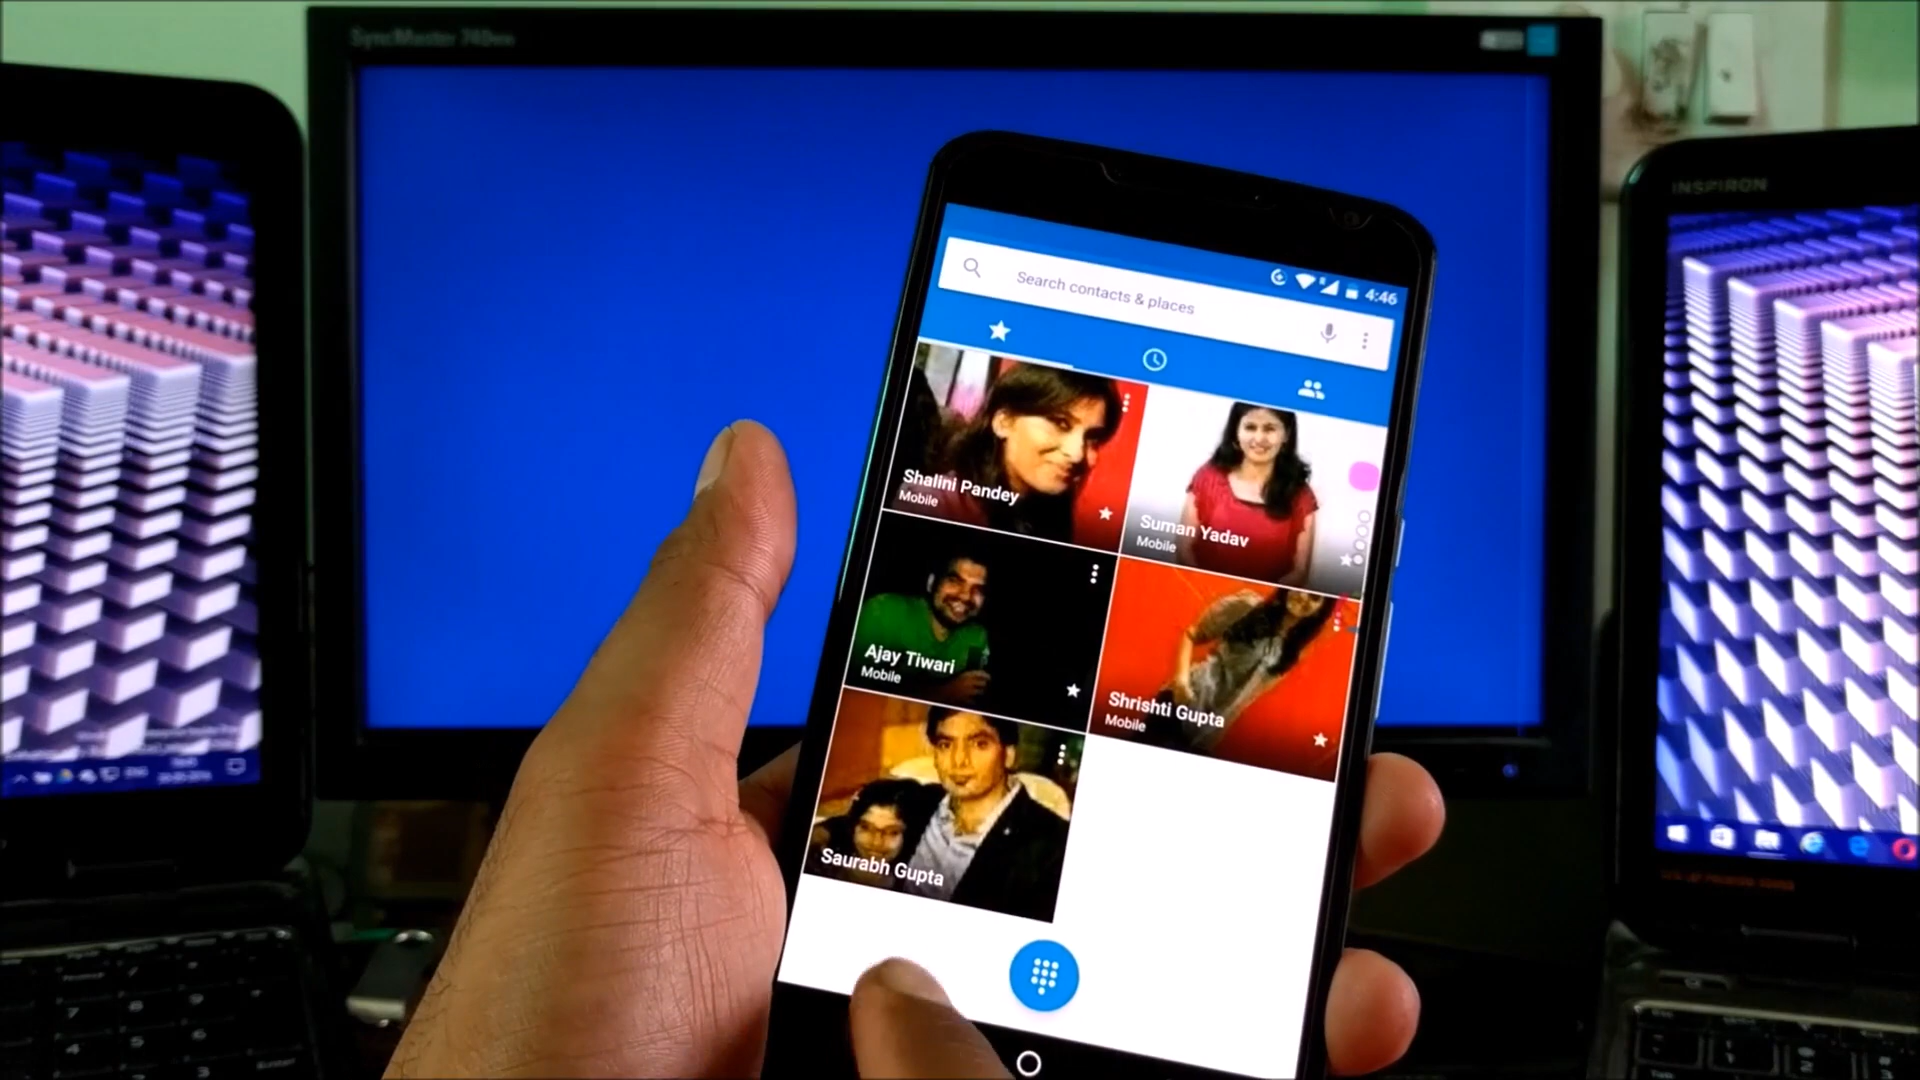 SyncMaster 740
INSPIRON
4:46
Search contacts & places
Shalini Pandey
Mobile
Suman Yadav
Mobile
Ajay Tiwari
Mobile
Shrishti Gupta
Mobile
Saurabh Gupta